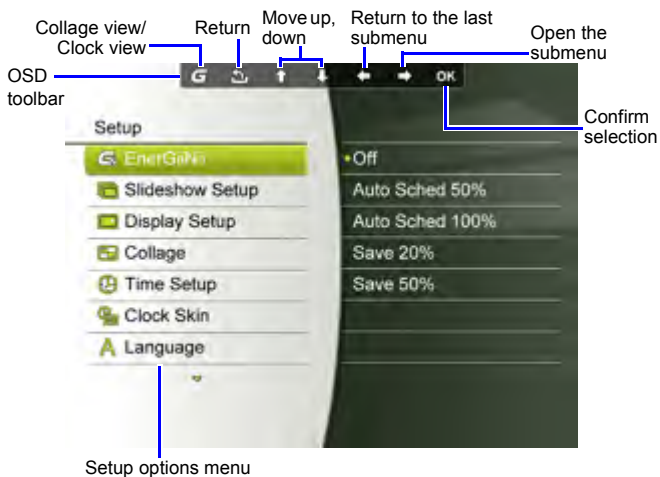 Collage view/
Clock view
Return
Move up,
down
Return to the last
submenu
Open the
submenu
OSD
toolbar
G
OK
Confirm
selection
Setup
Off
Slideshow Setup
Auto Sched 50%
Display Setup
Auto Sched 100%
Collage
Save 20%
Time Setup
Save 50%
Clock Skin
A Language
Setup options menu